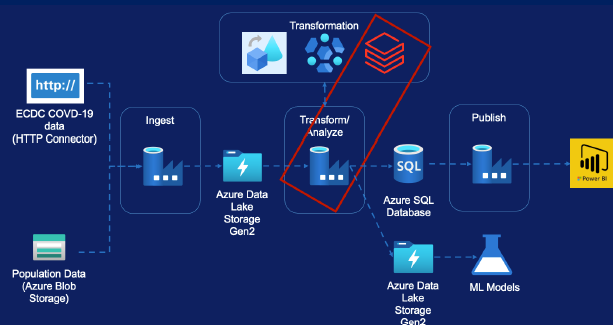 Transformation
http://
ECDC COVD-19
data
(HTTP Connector)
Ingest
Transform/
Analyze
Publish
SQL
Azure Data
Lake
Storage
Gen2
Azure SQL
Database
Power BI
Population Data
(Azure Blob
Storage)
Azure Data
Lake
Storage
Gen2
ML Models